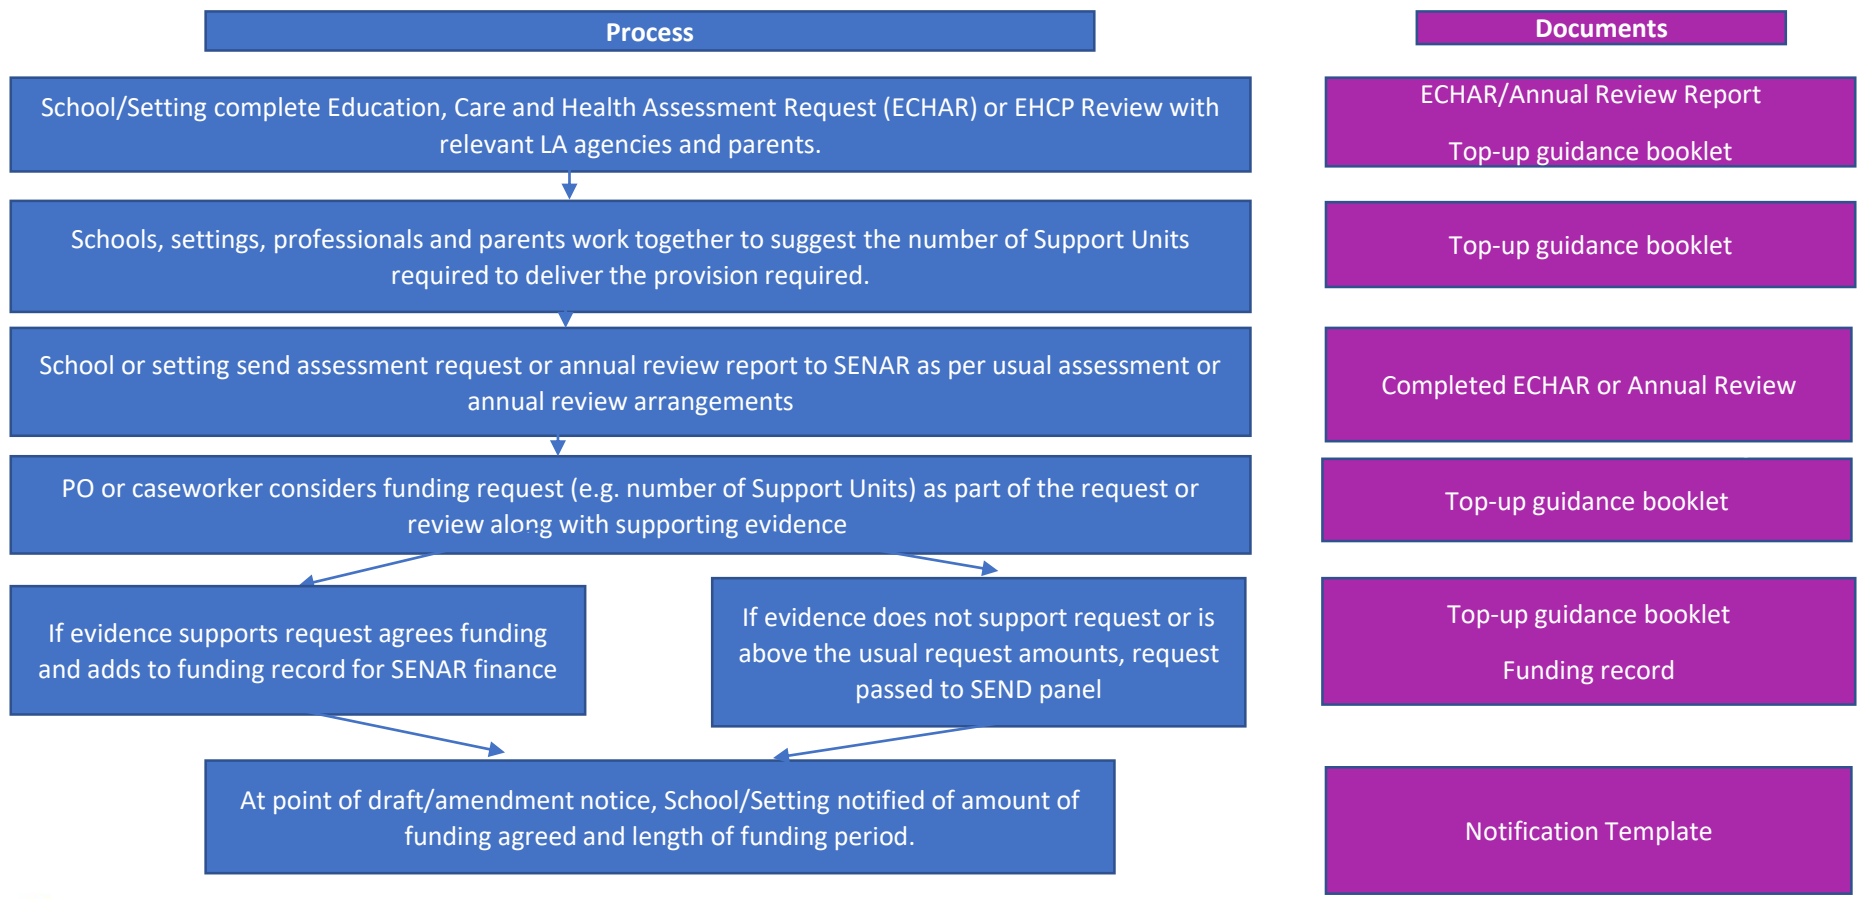 Process
Documents
School/Setting complete Education, Care and Health Assessment Request (ECHAR) or EHCP Review with
relevant LA agencies and parents.
ECHAR/Annual Review Report
Top-up guidance booklet
Schools, settings, professionals and parents work together to suggest the number of Support Units
required to deliver the provision required.
Top-up guidance booklet
School or setting send assessment request or annual review report to SENAR as per usual assessment or
annual review arrangements
Completed ECHAR or Annual Review
PO or caseworker considers funding request (e.g. number of Support Units) as part of the request or
review along with supporting evidence
Top-up guidance booklet
If evidence supports request agrees funding
and adds to funding record for SENAR finance
If evidence does not support request or is
above the usual request amounts, request
passed to SEND panel
Top-up guidance booklet
Funding record
At point of draft/amendment notice, School/Setting notified of amount of
funding agreed and length of funding period.
Notification Template